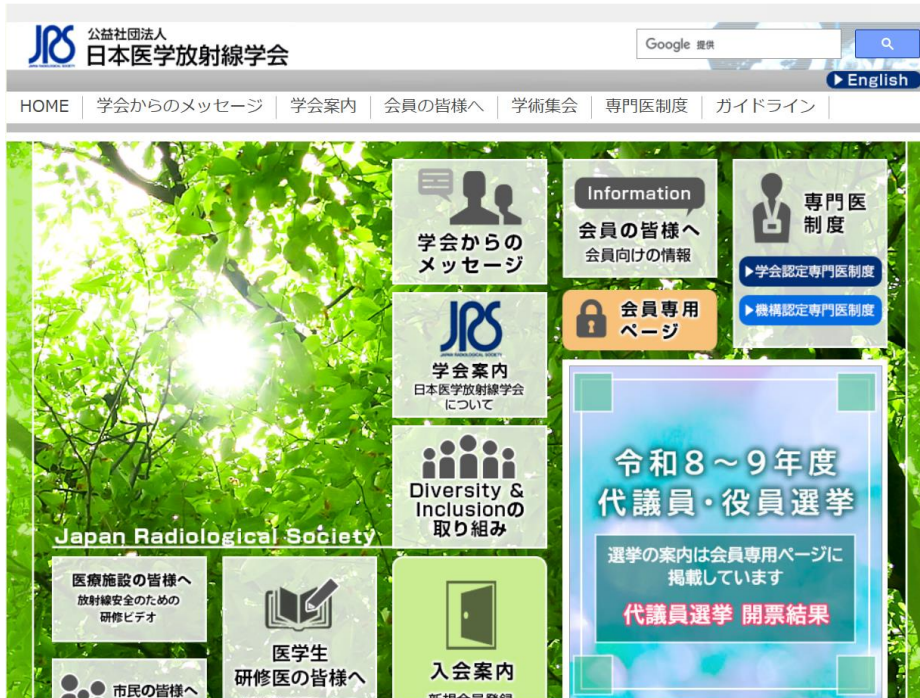 JRS
公益社団法人
日本医学放射線学会
Google 提供
English
HOME
学会からのメッセージ
学会案内
会員の皆様へ
学術集会
専門医制度
ガイドライン
学会からの
メッセージ
Information
会員の皆様へ
会員向けの情報
専門医
制度
学会認定専門医制度
機構認定専門医制度
会員専用
ページ
JRS
JAPAN RADIOLOGICAL SOCIETY
学会案内
日本医学放射線学会
について
Diversity &
Inclusionの
取り組み
令和8~9年度
代議員・役員選挙
選挙の案内は会員専用ページに
掲載しています
代議員選挙 開票結果
Japan Radiological Society
医療施設の皆様へ
放射線安全のための
研修ビデオ
医学生
研修医の皆様へ
入会案内
新規会員登録
市民の皆様へ